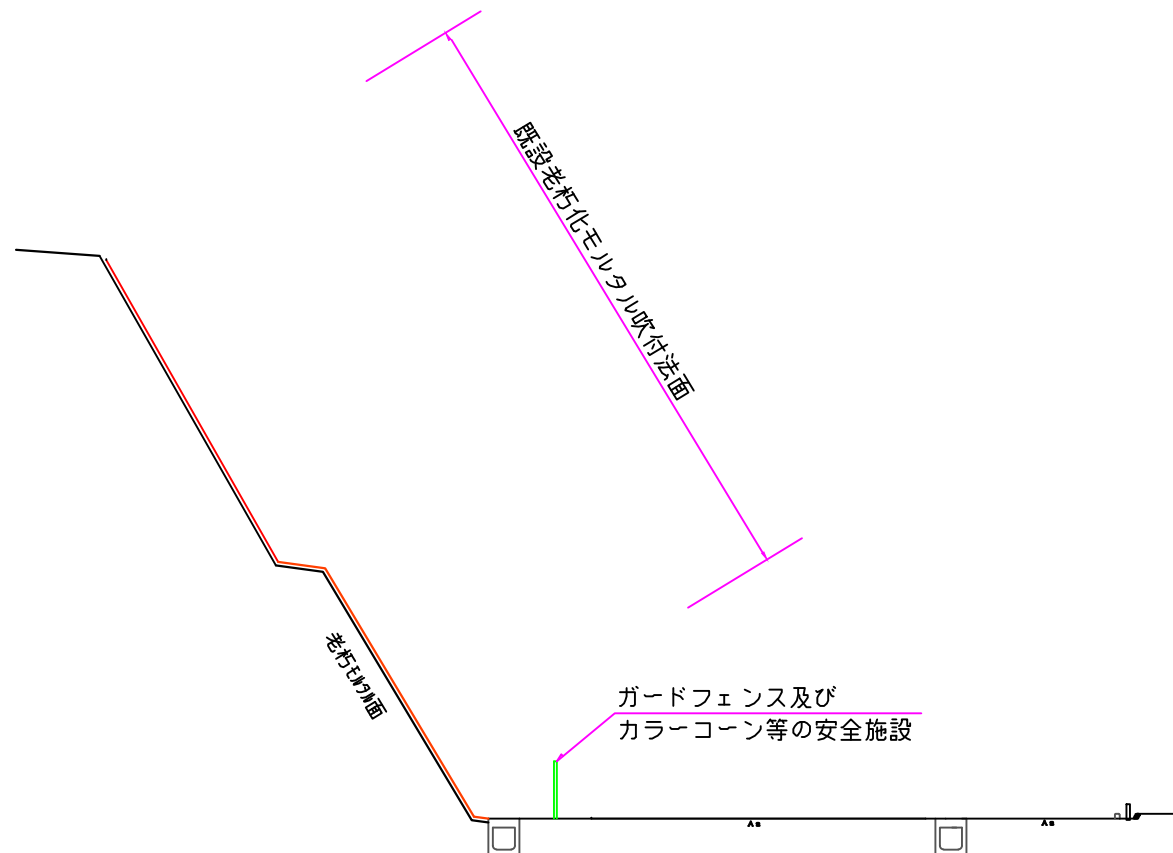 既設老朽化モルタル吹付法面
老朽ﾓﾙﾀﾙ面
ガードフェンス及び
カラーコーン等の安全施設
As
As